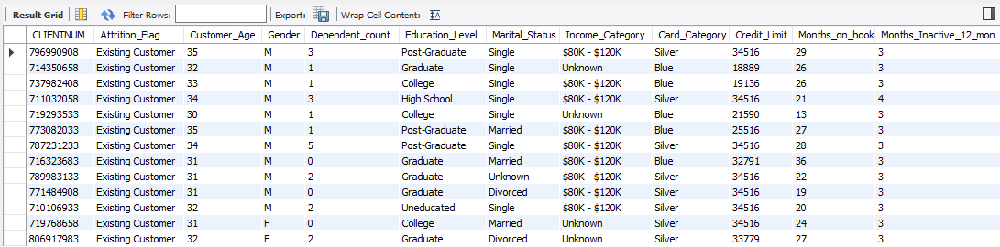 Result Grid Filter Rows: Export: Wrap Cell Content:
CLIENTNUM Attrition_Flag Customer_Age Gender Dependent_count Education_Level Marital_Status Income_Category Card_Category Credit_Limit Months_on_book Months_Inactive_12_mon
796990908 Existing Customer 35 M 3 Post-Graduate Single $80K - $120K Silver 34516 29 3
714350658 Existing Customer 32 M 1 Graduate Single Unknown Blue 18889 26 3
737982408 Existing Customer 33 M 1 College Single $80K - $120K Blue 19136 26 3
711032058 Existing Customer 34 M 3 High School Single $80K - $120K Silver 34516 21 4
719293533 Existing Customer 30 M 1 College Single Unknown Blue 21590 13 3
773082033 Existing Customer 35 M 1 Post-Graduate Married $80K - $120K Blue 25516 27 3
787231233 Existing Customer 34 M 5 Post-Graduate Single $80K - $120K Silver 34516 28 3
716323683 Existing Customer 31 M 0 Graduate Married $80K - $120K Blue 32791 36 3
789983133 Existing Customer 31 M 2 Graduate Unknown $80K - $120K Silver 34516 22 3
771484908 Existing Customer 31 M 0 Graduate Divorced $80K - $120K Silver 34516 19 3
710106933 Existing Customer 32 M 2 Uneducated Single $80K - $120K Silver 34516 20 3
719768658 Existing Customer 31 F 0 College Married Unknown Silver 34516 24 3
806917983 Existing Customer 32 F 2 Graduate Divorced Unknown Silver 33779 27 3